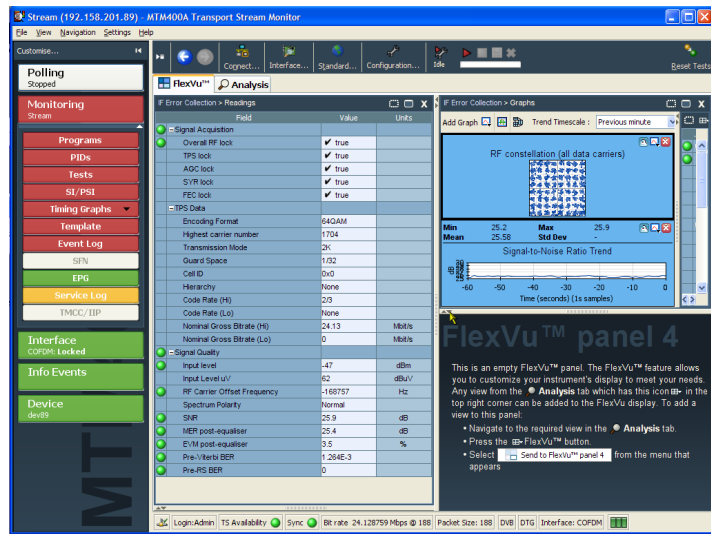 Stream (192.158.201.89) - MTM400A Transport Stream Monitor
File View Navigation Settings Help
Customise...
Polling
Stopped
Monitoring
Stream
Programs
PIDs
Tests
SI/PSI
Timing Graphs
Template
Event Log
SFN
EPG
Service Log
TMCC/IIP
Interface
COFDM: Locked
Info Events
Device
dev89
MTM
Connect... Interface... Standard... Configuration... Idle Reset Tests
FlexVu™ Analysis
IF Error Collection > Readings
Field Value Units
Signal Acquisition
Overall RF lock true
TPS lock true
AGC lock true
SYR lock true
FEC lock true
TPS Data
Encoding Format 64QAM
Highest carrier number 1704
Transmission Mode 2K
Guard Space 1/32
Cell ID 0x0
Hierarchy None
Code Rate (Hi) 2/3
Code Rate (Lo) None
Nominal Gross Bitrate (Hi) 24.13 Mbit/s
Nominal Gross Bitrate (Lo) 0 Mbit/s
Signal Quality
Input level -47 dBm
Input Level uV 62 dBuV
RF Carrier Offset Frequency -168757 Hz
Spectrum Polarity Normal
SNR 25.9 dB
MER post-equaliser 25.4 dB
EVM post-equaliser 3.5 %
Pre-Viterbi BER 1.264E-3
Pre-RS BER 0
IF Error Collection > Graphs
Add Graph Trend Timescale : Previous minute
RF constellation (all data carriers)
Min 25.2 Max 25.9
Mean 25.58 Std Dev -
Signal-to-Noise Ratio Trend
dB
-60 -50 -40 -30 -20 -10 0
Time (seconds) (1s samples)
FlexVu™ panel 4
This is an empty FlexVu™ panel. The FlexVu™ feature allows
you to customize your instrument's display to meet your needs.
Any view from the Analysis tab which has this icon in the
top right corner can be added to the FlexVu display. To add a
view to this panel:
• Navigate to the required view in the Analysis tab.
• Press the FlexVu™ button.
• Select Send to FlexVu™ panel 4 from the menu that
appears
Login:Admin TS Availability Sync Bit rate 24.128759 Mbps @ 188 Packet Size: 188 DVB DTG Interface: COFDM